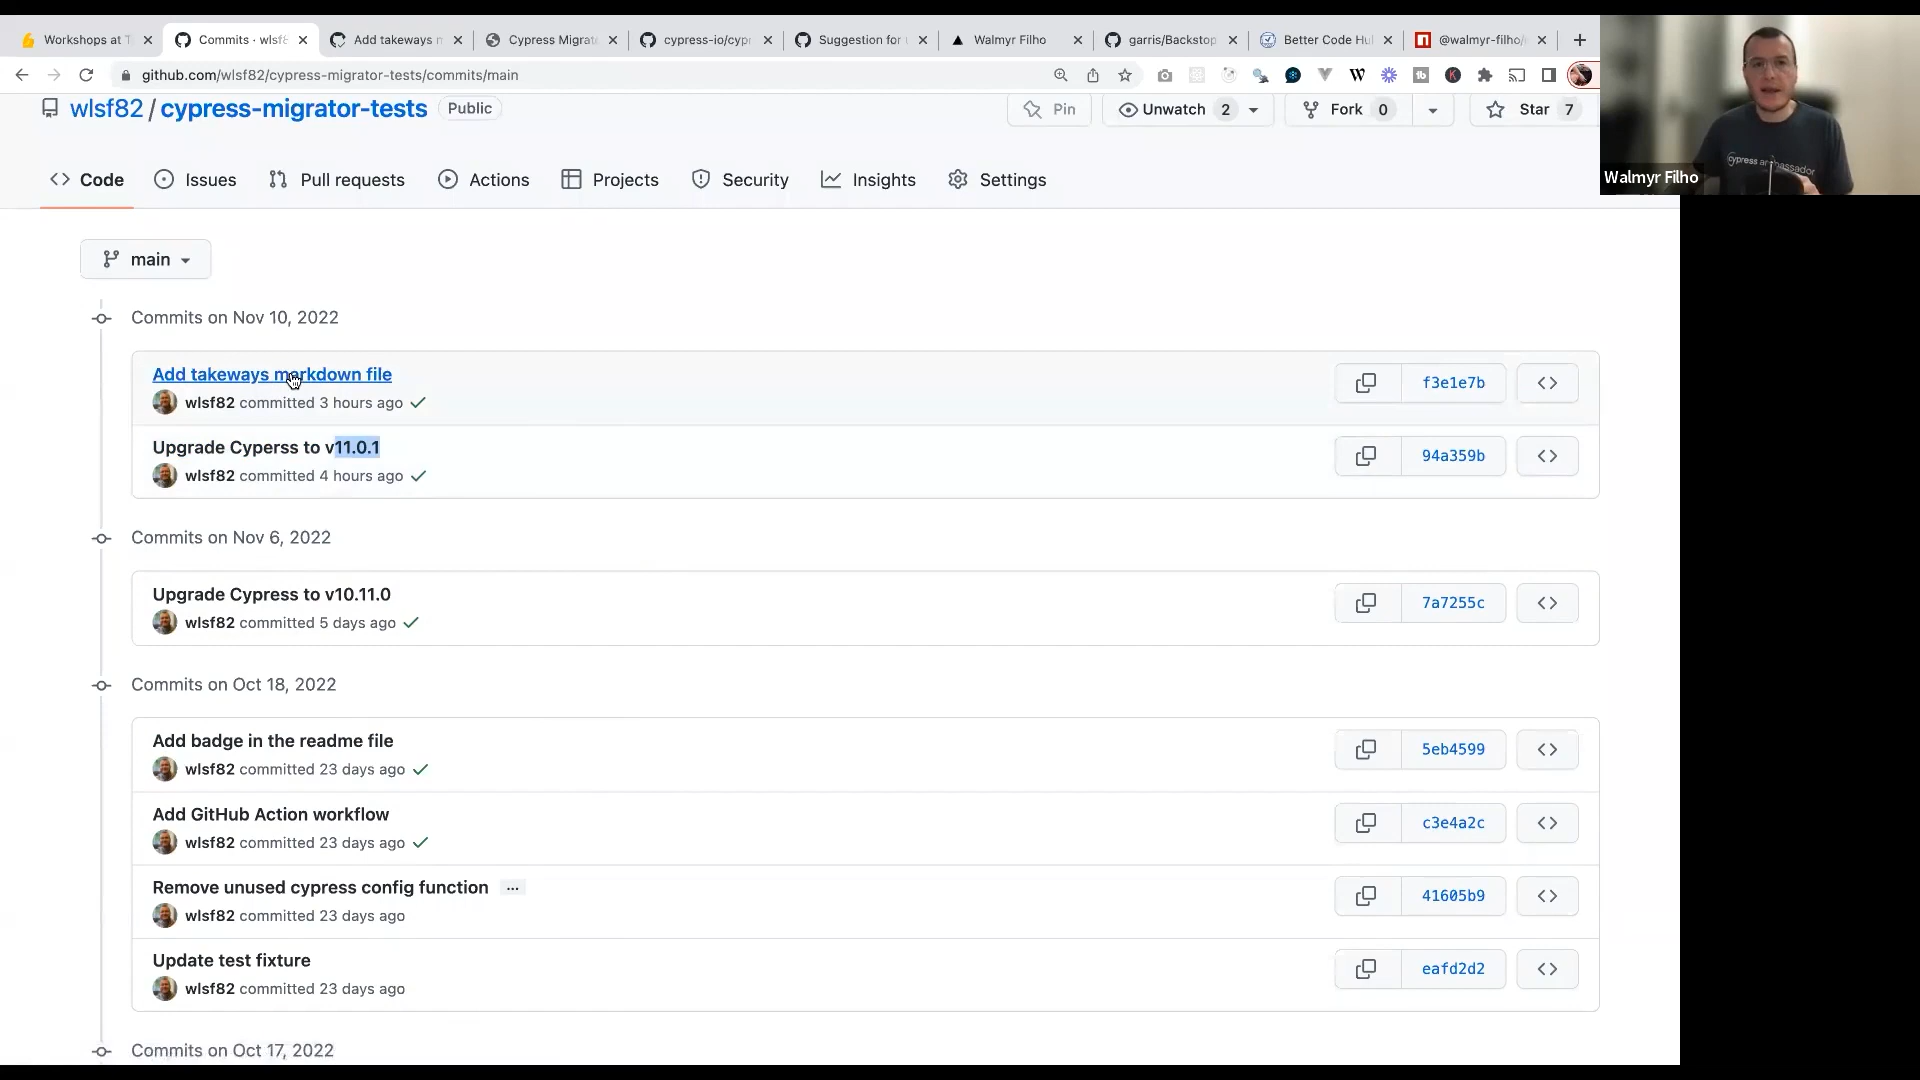 Workshops at T
Commits · wlsf8
Add takeways m
Cypress Migrat
cypress-io/cyp
Suggestion for
Walmyr Filho
garris/Backstop
Better Code Hu
@walmyr-filho/
github.com/wlsf82/cypress-migrator-tests/commits/main
wlsf82 / cypress-migrator-tests Public
Pin
Unwatch 2
Fork 0
Star 7
cypress ambassador
Walmyr Filho
Code
Issues
Pull requests
Actions
Projects
Security
Insights
Settings
main
Commits on Nov 10, 2022
Add takeways markdown file
wlsf82 committed 3 hours ago
f3e1e7b
Upgrade Cyperss to v11.0.1
wlsf82 committed 4 hours ago
94a359b
Commits on Nov 6, 2022
Upgrade Cypress to v10.11.0
wlsf82 committed 5 days ago
7a7255c
Commits on Oct 18, 2022
Add badge in the readme file
wlsf82 committed 23 days ago
5eb4599
Add GitHub Action workflow
wlsf82 committed 23 days ago
c3e4a2c
Remove unused cypress config function ...
wlsf82 committed 23 days ago
41605b9
Update test fixture
wlsf82 committed 23 days ago
eafd2d2
Commits on Oct 17, 2022